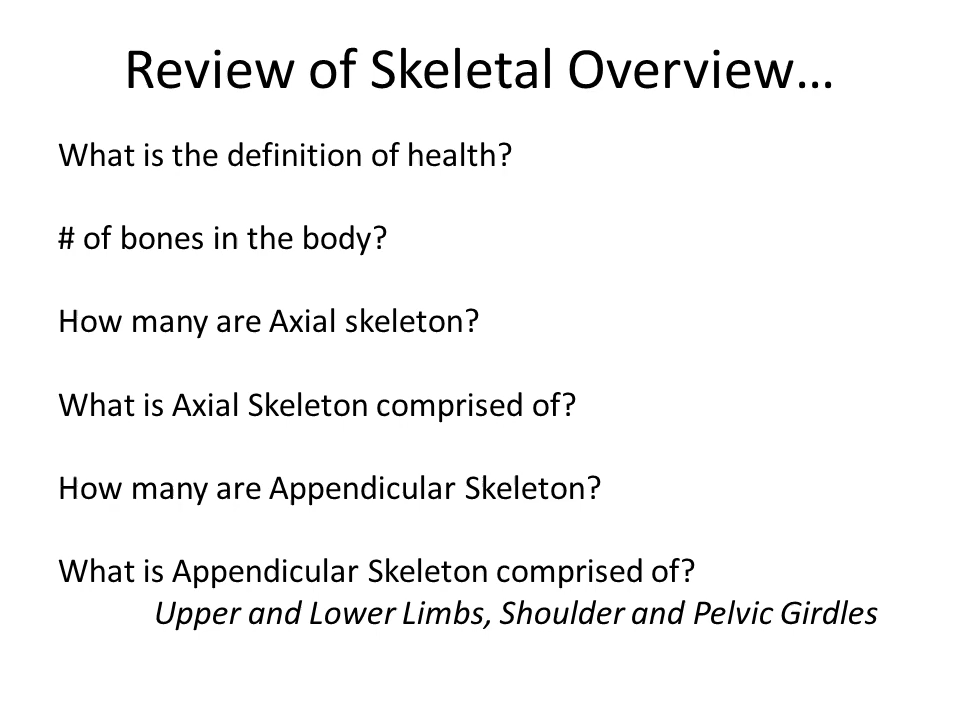 Review of Skeletal Overview…
What is the definition of health?
# of bones in the body?
How many are Axial skeleton?
What is Axial Skeleton comprised of?
How many are Appendicular Skeleton?
What is Appendicular Skeleton comprised of?
Upper and Lower Limbs, Shoulder and Pelvic Girdles